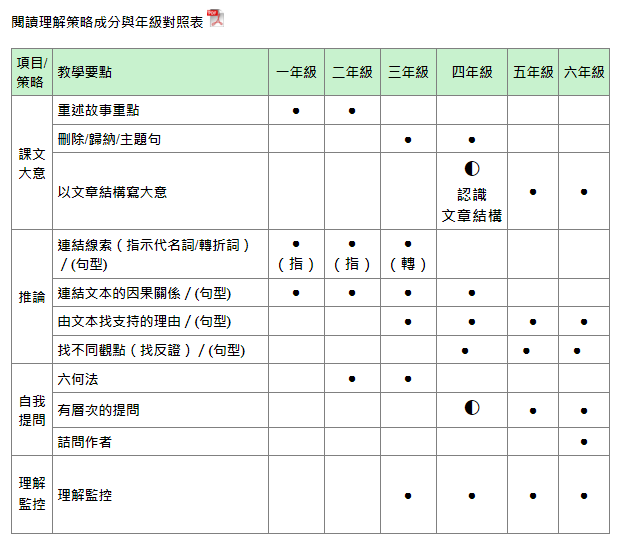 閱讀理解策略成分與年級對照表
項目/
策略
教學要點
一年級
二年級
三年級
四年級
五年級
六年級
課文
大意
重述故事重點
●
●
刪除/歸納/主題句
●
●
以文章結構寫大意
◐
認識
文章結構
●
●
推論
連結線索(指示代名詞/轉折詞)
/(句型)
●
(指)
●
(指)
●
(轉)
連結文本的因果關係/(句型)
●
●
●
●
由文本找支持的理由/(句型)
●
●
●
●
找不同觀點(找反證)/(句型)
●
●
●
自我
提問
六何法
●
●
有層次的提問
◐
●
●
詰問作者
●
理解
監控
理解監控
●
●
●
●